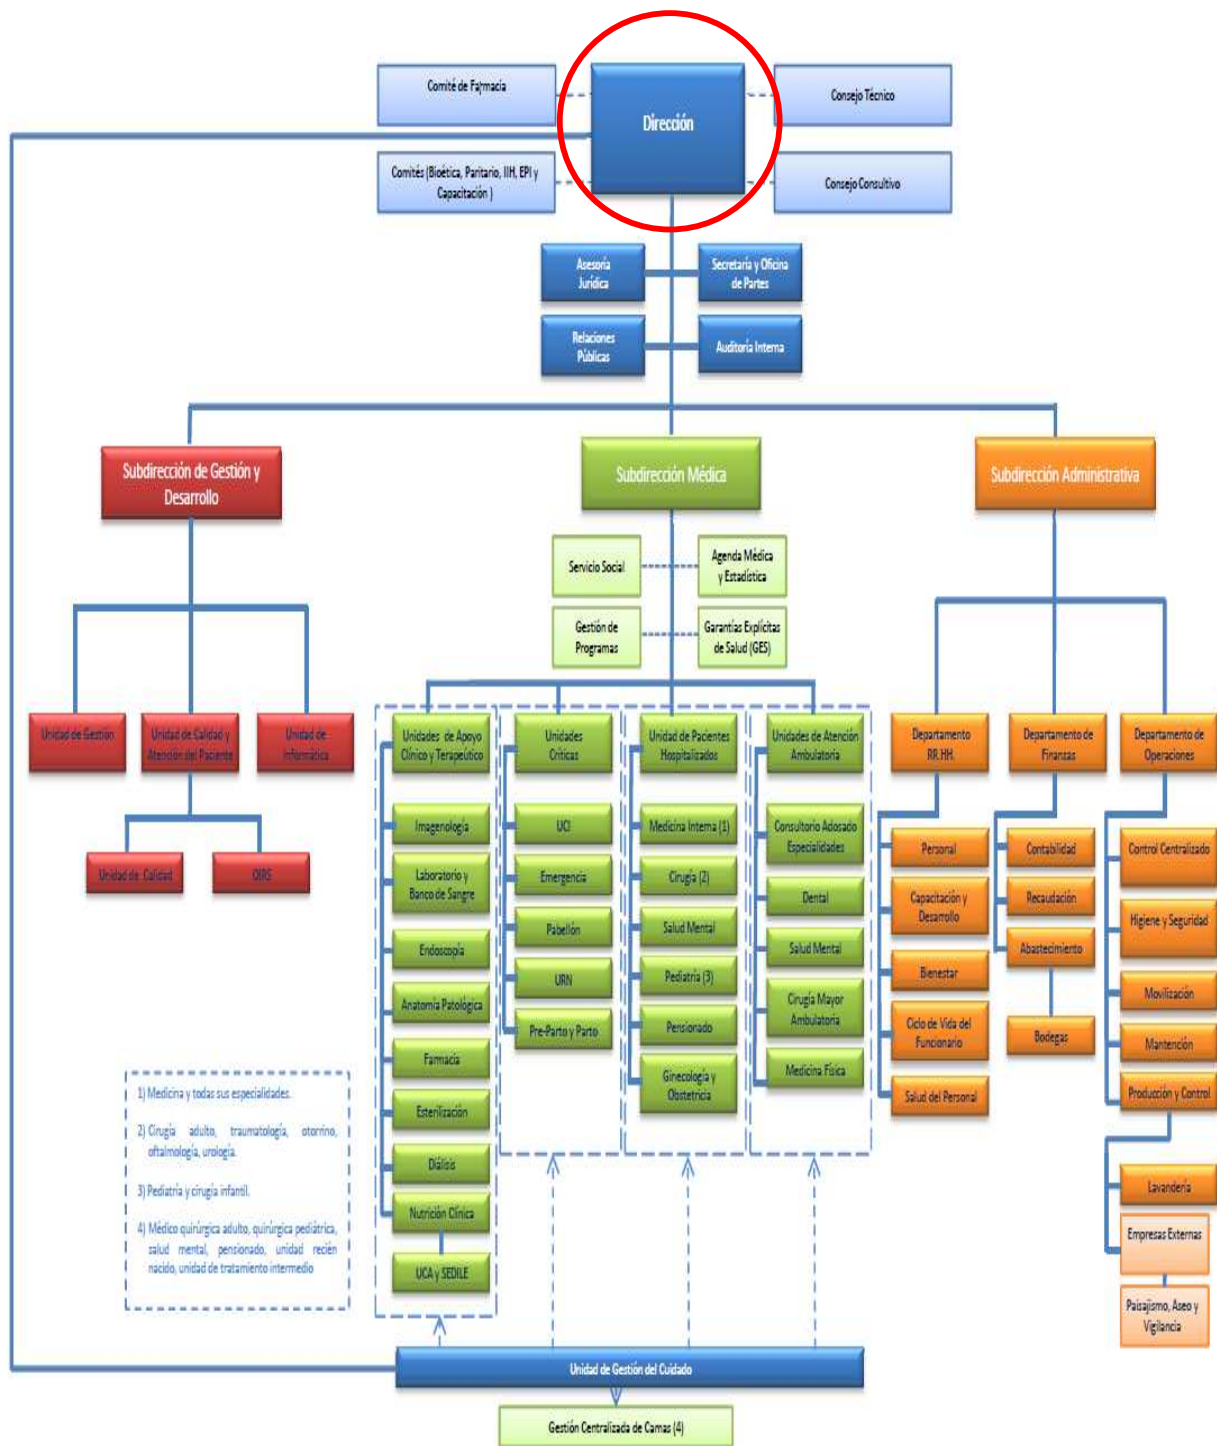 Comité de Farmacia
Dirección
Consejo Técnico
Comités (Bioética, Paritario, IIH, EPI y
Capacitación )
Consejo Consultivo
Asesoría
Jurídica
Secretaría y Oficina
de Partes
Relaciones
Públicas
Auditoría Interna
Subdirección de Gestión y
Desarrollo
Subdirección Médica
Subdirección Administrativa
Servicio Social
Agenda Médica
y Estadística
Gestión de
Programas
Garantías Explícitas
de Salud (GES)
Unidad de Gestión
Unidad de Calidad y
Atención del Paciente
Unidad de
Informática
Unidad de Calidad
OIRS
Unidades de Apoyo
Clínico y Terapéutico
Imagenología
Laboratorio y
Banco de Sangre
Endoscopia
Anatomía Patológica
Farmacia
Esterilización
Diálisis
Nutrición Clínica
UCA y SEDILE
Unidades
Críticas
UCI
Emergencia
Pabellón
URN
Pre-Parto y Parto
Unidad de Pacientes
Hospitalizados
Medicina Interna (1)
Cirugía (2)
Salud Mental
Pediatría (3)
Pensionado
Ginecología y
Obstetricia
Unidades de Atención
Ambulatoria
Consultorio Adosado
Especialidades
Dental
Salud Mental
Cirugía Mayor
Ambulatoria
Medicina Física
Departamento
RR.HH.
Personal
Capacitación y
Desarrollo
Bienestar
Ciclo de Vida del
Funcionario
Salud del Personal
Departamento de
Finanzas
Contabilidad
Recaudación
Abastecimiento
Bodegas
Departamento de
Operaciones
Control Centralizado
Higiene y Seguridad
Movilización
Mantención
Producción y Control
Lavandería
Empresas Externas
Paisajismo, Aseo y
Vigilancia
1) Medicina y todas sus especialidades.
2) Cirugía adulto, traumatología, otorrino,
oftalmología, urología.
3) Pediatría y cirugía infantil.
4) Médico quirúrgica adulto, quirúrgica pediátrica,
salud mental, pensionado, unidad recién
nacido, unidad de tratamiento intermedio
Unidad de Gestión del Cuidado
Gestión Centralizada de Camas (4)